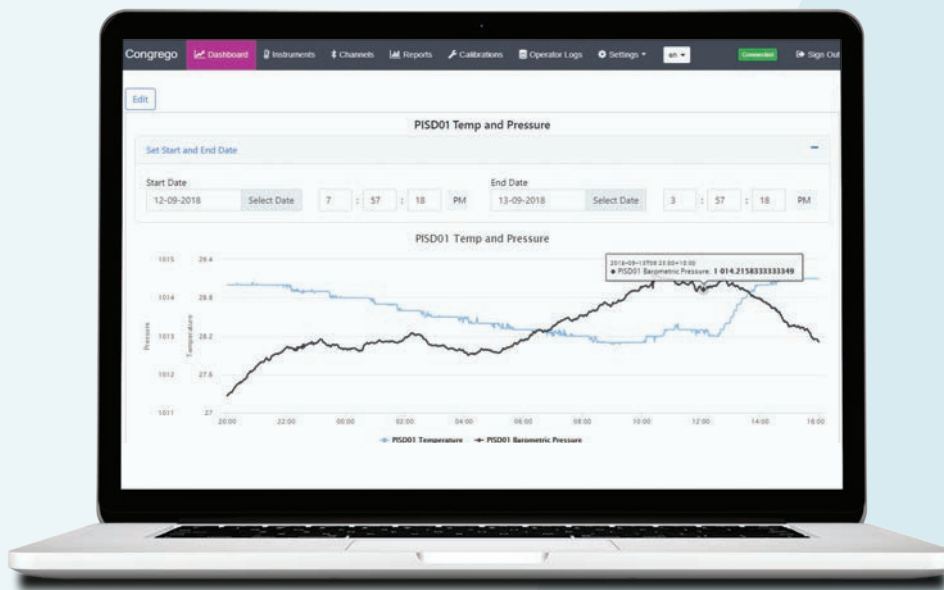 Congrego Dashboard Instruments Channels Reports Calibrations Operator Logs Settings en Connected Sign Out
Edit
PISD01 Temp and Pressure
Set Start and End Date
Start Date End Date
12-09-2018 Select Date 7 : 57 : 18 PM 13-09-2018 Select Date 3 : 57 : 18 PM
PISD01 Temp and Pressure
PISD01 Barometric Pressure: 1 014.2158333333349
1015 29.4
1014 28.8
1013 28.2
1012 27.6
1011 27
Pressure
Temperature
20:00 22:00 00:00 02:00 04:00 06:00 08:00 10:00 12:00 14:00 16:00
PISD01 Temperature PISD01 Barometric Pressure